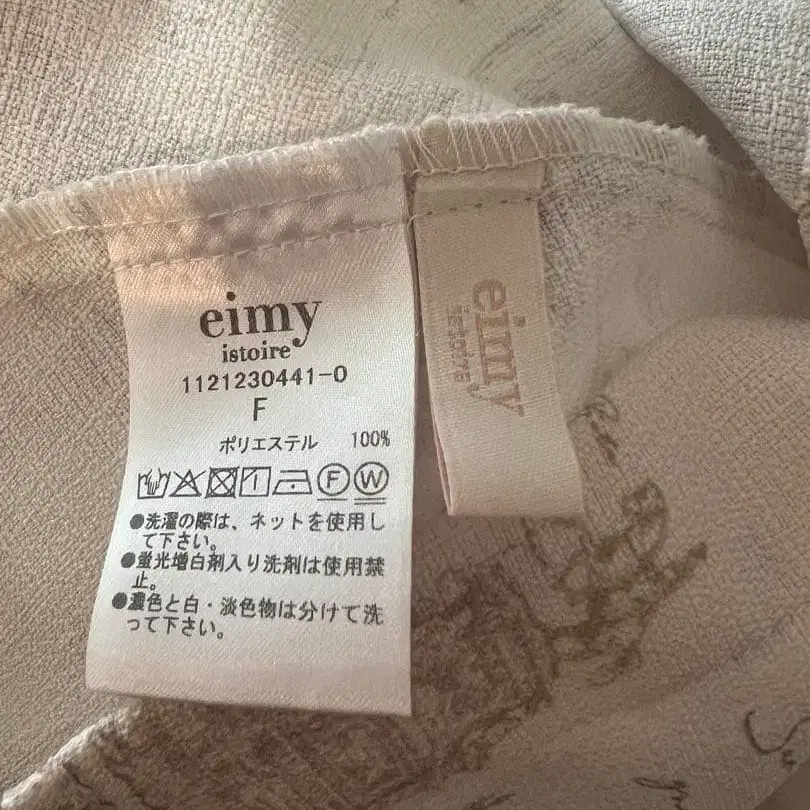 eimy
istoire
1121230441-0
F
ポリエステル 100%
F W
●洗濯の際は、ネットを使用し
て下さい。
●蛍光増白剤入り洗剤は使用禁
止。
●濃色と白・淡色物は分けて洗
って下さい。
eimy
istoire